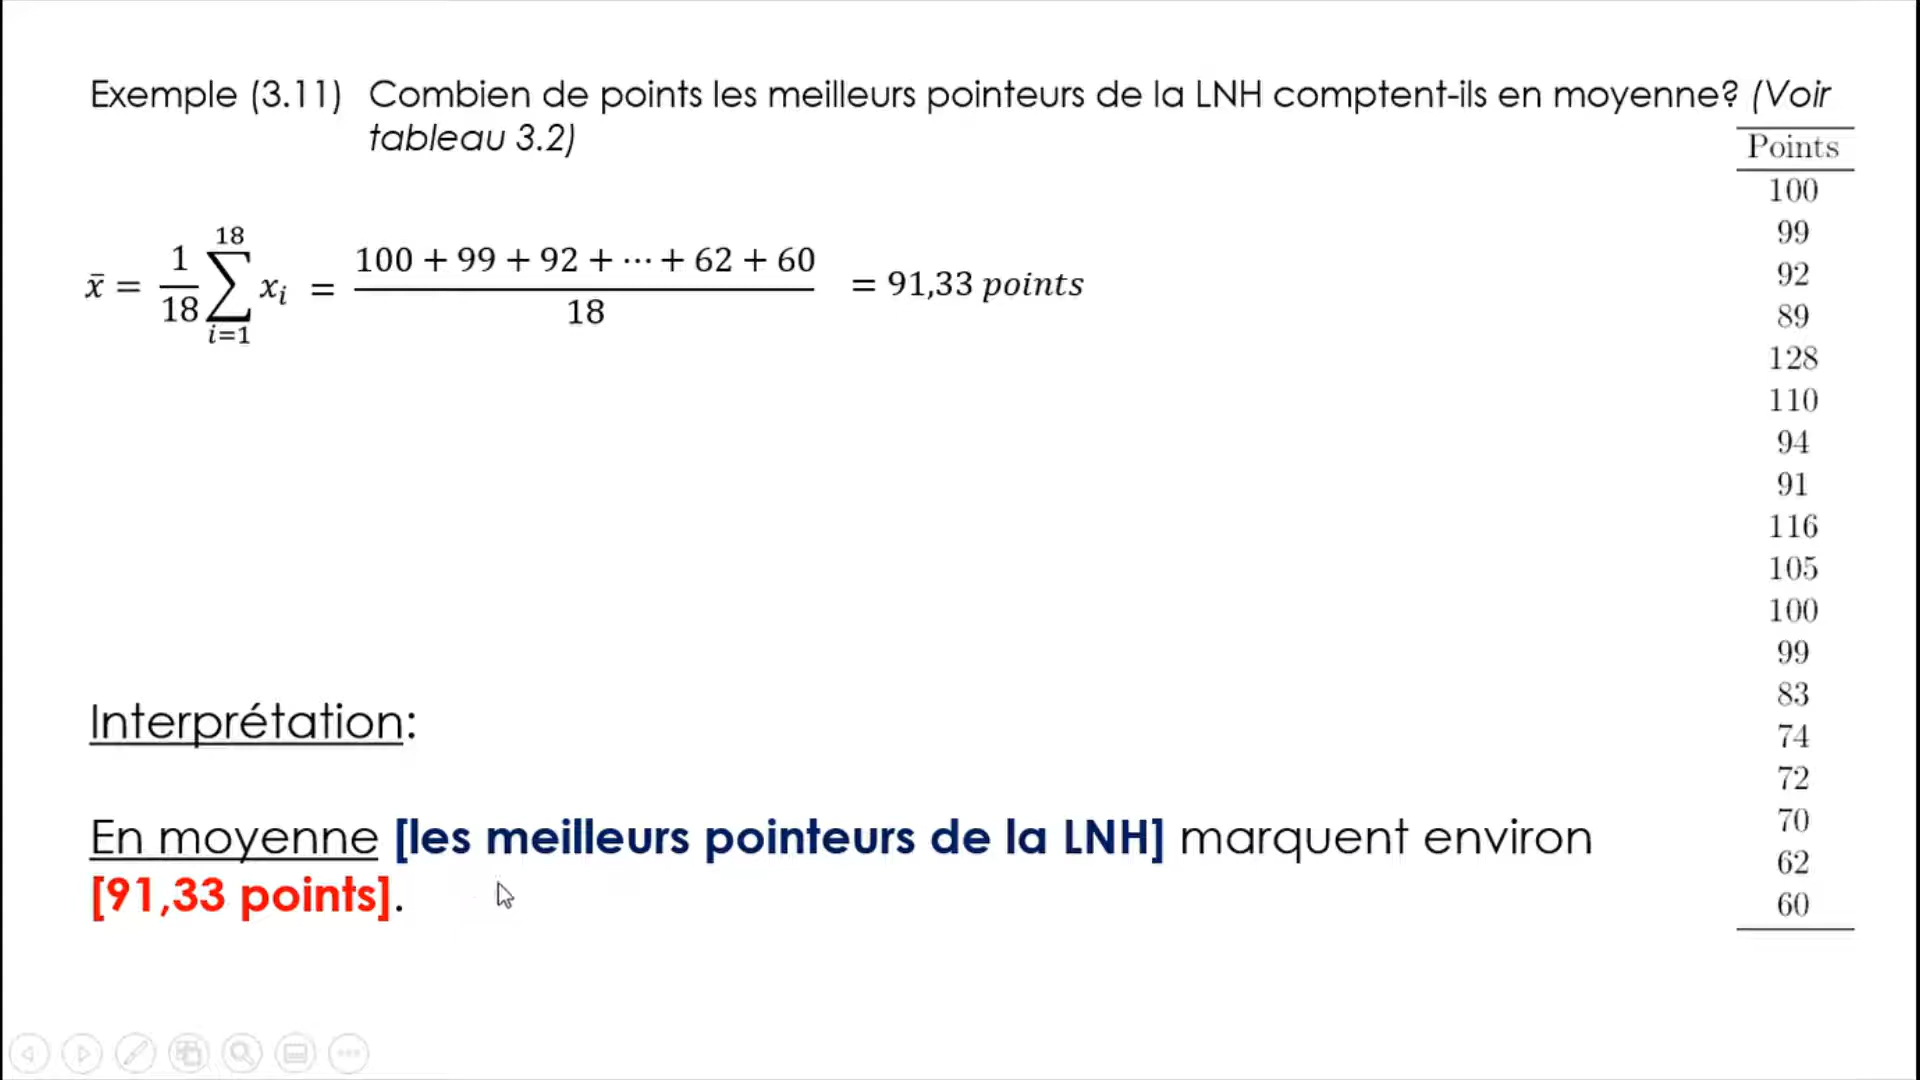 Exemple (3.11) Combien de points les meilleurs pointeurs de la LNH comptent-ils en moyenne? (Voir
tableau 3.2)
x̄ = 1/18 ∑_{i=1}^{18} x_i = (100 + 99 + 92 + ⋯ + 62 + 60)/18 = 91,33 points
Points
100
99
92
89
128
110
94
91
116
105
100
99
83
74
72
70
62
60
Interprétation:
En moyenne [les meilleurs pointeurs de la LNH] marquent environ
[91,33 points].